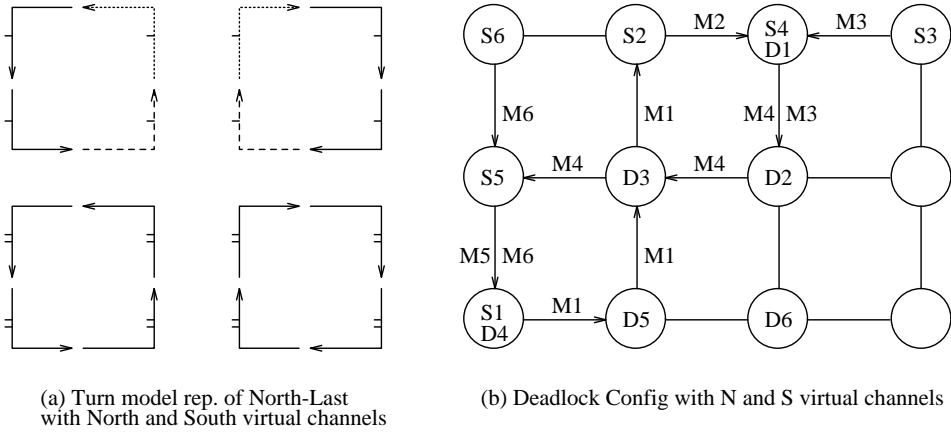 S6
S2
M2
S4
D1
M3
S3
M6
M1
M4
M3
S5
M4
D3
M4
D2
M5
M6
M1
S1
D4
M1
D5
D6
(a) Turn model rep. of North-Last
with North and South virtual channels
(b) Deadlock Config with N and S virtual channels